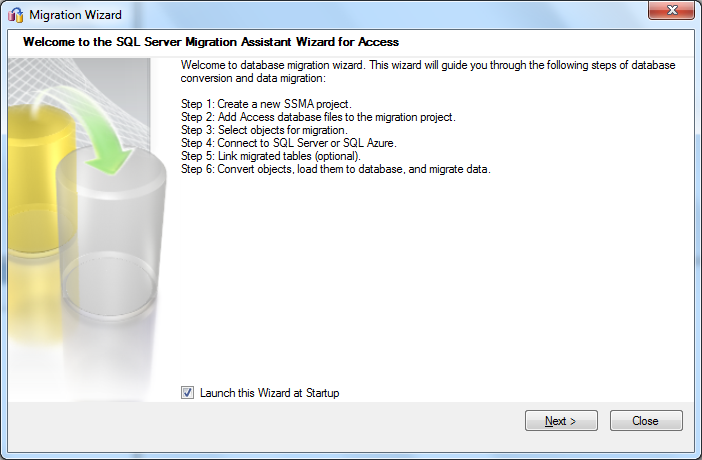 Migration Wizard
Welcome to the SQL Server Migration Assistant Wizard for Access
Welcome to database migration wizard. This wizard will guide you through the following steps of database
conversion and data migration:
Step 1: Create a new SSMA project.
Step 2: Add Access database files to the migration project.
Step 3: Select objects for migration.
Step 4: Connect to SQL Server or SQL Azure.
Step 5: Link migrated tables (optional).
Step 6: Convert objects, load them to database, and migrate data.
Launch this Wizard at Startup
Next > Close